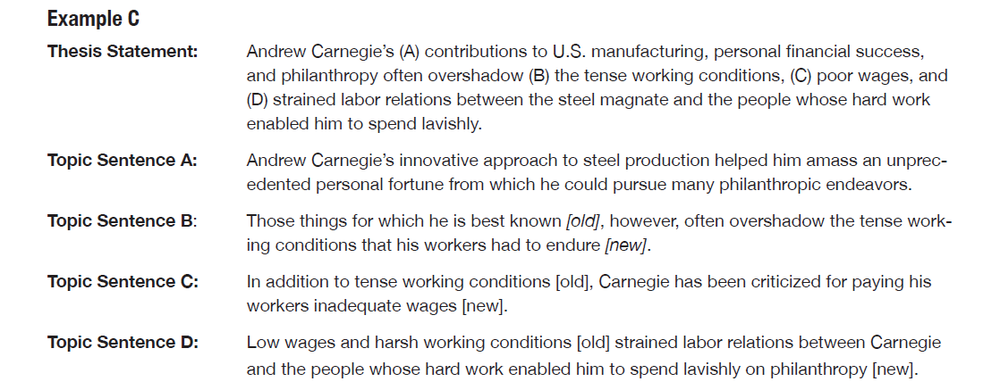 Example C
Thesis Statement: Andrew Carnegie's (A) contributions to U.S. manufacturing, personal financial success,
and philanthropy often overshadow (B) the tense working conditions, (C) poor wages, and
(D) strained labor relations between the steel magnate and the people whose hard work
enabled him to spend lavishly.
Topic Sentence A: Andrew Carnegie's innovative approach to steel production helped him amass an unprec-
edented personal fortune from which he could pursue many philanthropic endeavors.
Topic Sentence B: Those things for which he is best known [old], however, often overshadow the tense work-
ing conditions that his workers had to endure [new].
Topic Sentence C: In addition to tense working conditions [old], Carnegie has been criticized for paying his
workers inadequate wages [new].
Topic Sentence D: Low wages and harsh working conditions [old] strained labor relations between Carnegie
and the people whose hard work enabled him to spend lavishly on philanthropy [new].